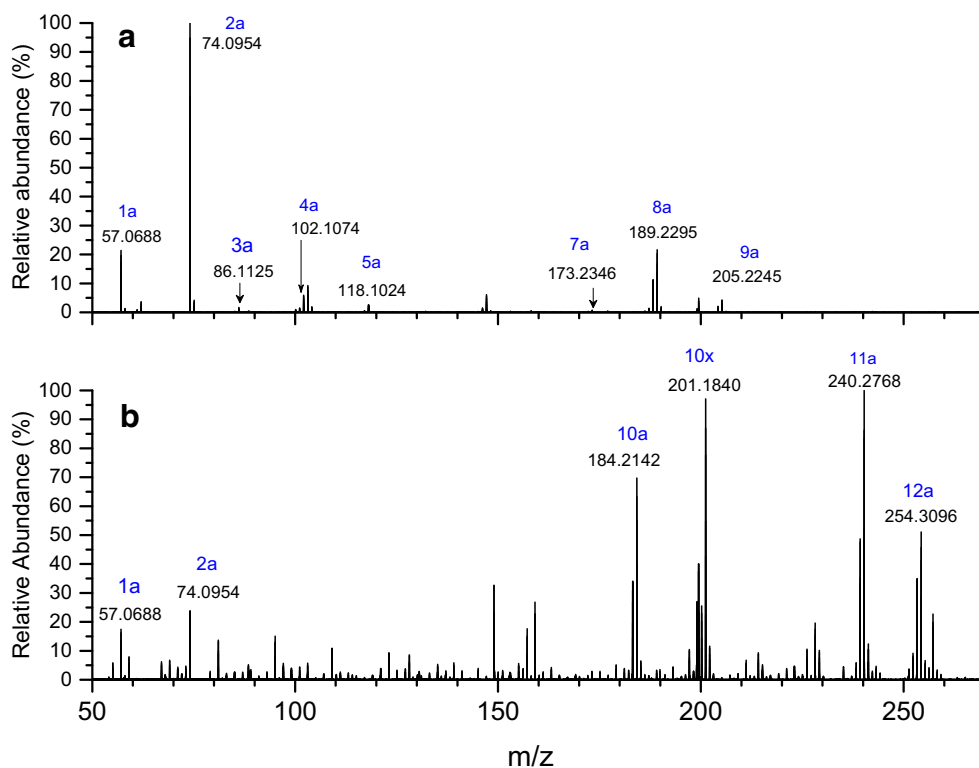 a
Relative abundance (%)
100
90
80
70
60
50
40
30
20
10
0
2a
74.0954
1a
57.0688
3a
86.1125
4a
102.1074
5a
118.1024
7a
173.2346
8a
189.2295
9a
205.2245
b
Relative Abundance (%)
100
90
80
70
60
50
40
30
20
10
0
1a
57.0688
2a
74.0954
10a
184.2142
10x
201.1840
11a
240.2768
12a
254.3096
50 100 150 200 250
m/z